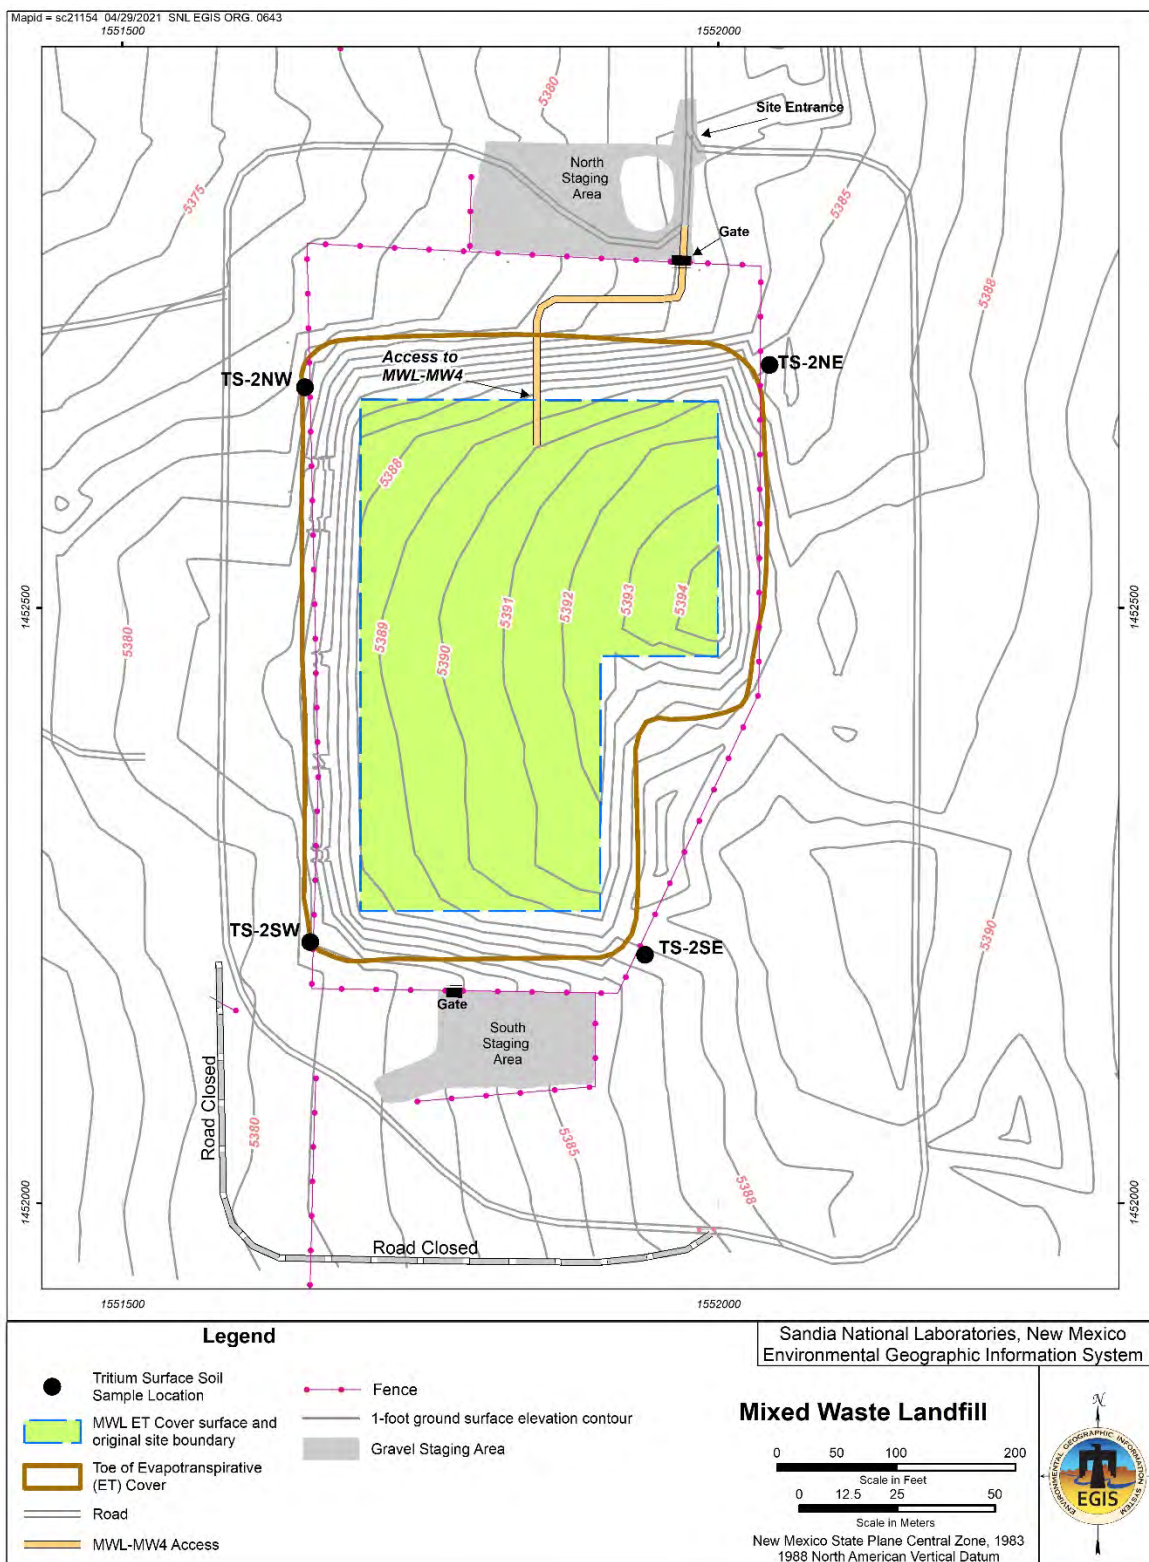 Mapid = sc21154  04/29/2021  SNL EGIS ORG. 0643
1551500
1552000
5380
Site Entrance
North
Staging
Area
5375
5385
Gate
5388
Access to
MWL-MW4
TS-2NW
TS-2NE
5388
1452500
1452500
5380
5389
5390
5391
5392
5393
5394
TS-2SW
TS-2SE
5390
Gate
South
Staging
Area
Road Closed
5380
5385
5388
1452000
1452000
Road Closed
1551500
1552000
Legend
Tritium Surface Soil
Sample Location
MWL ET Cover surface and
original site boundary
Toe of Evapotranspirative
(ET) Cover
Road
MWL-MW4 Access
Fence
1-foot ground surface elevation contour
Gravel Staging Area
Sandia National Laboratories, New Mexico
Environmental Geographic Information System
Mixed Waste Landfill
0 50 100 200
Scale in Feet
0 12.5 25 50
Scale in Meters
New Mexico State Plane Central Zone, 1983
1988 North American Vertical Datum
N
ENVIRONMENTAL GEOGRAPHIC INFORMATION SYSTEM
EGIS